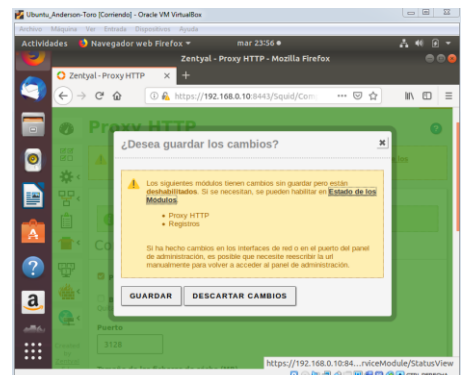 Ubuntu_Anderson-Toro [Corriendo] - Oracle VM VirtualBox
Archivo Máquina Ver Entrada Dispositivos Ayuda
Actividades Navegador web Firefox mar 23:56
Zentyal - Proxy HTTP - Mozilla Firefox
Zentyal - Proxy HTTP
https://192.168.0.10:8443/Squid/Com
Proxy HTTP
¿Desea guardar los cambios?
Los siguientes módulos tienen cambios sin guardar pero están
deshabilitados. Si se necesitan, se pueden habilitar en Estado de los
Módulos
Proxy HTTP
Registros
Si ha hecho cambios en los interfaces de red o en el puerto del panel
de administración, es posible que necesite reescribir la url
manualmente para volver a acceder al panel de administración.
GUARDAR DESCARTAR CAMBIOS
Puerto
3128
https://192.168.0.10:84...rviceModule/StatusView